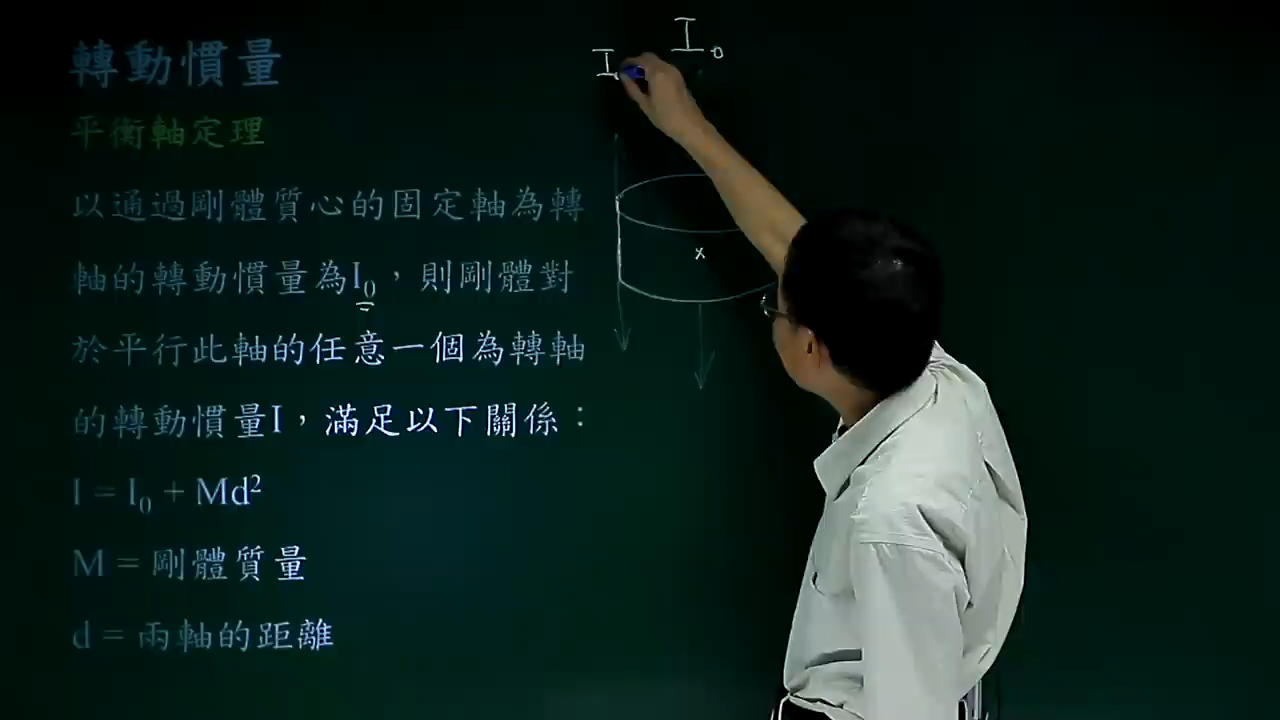 轉動慣量
平衡軸定理
以通過剛體質心的固定軸為轉
軸的轉動慣量為I₀，則剛體對
於平行此軸的任意一個為轉軸
的轉動慣量I，滿足以下關係：
I = I₀ + Md²
M = 剛體質量
d = 兩軸的距離
I₀
I
x